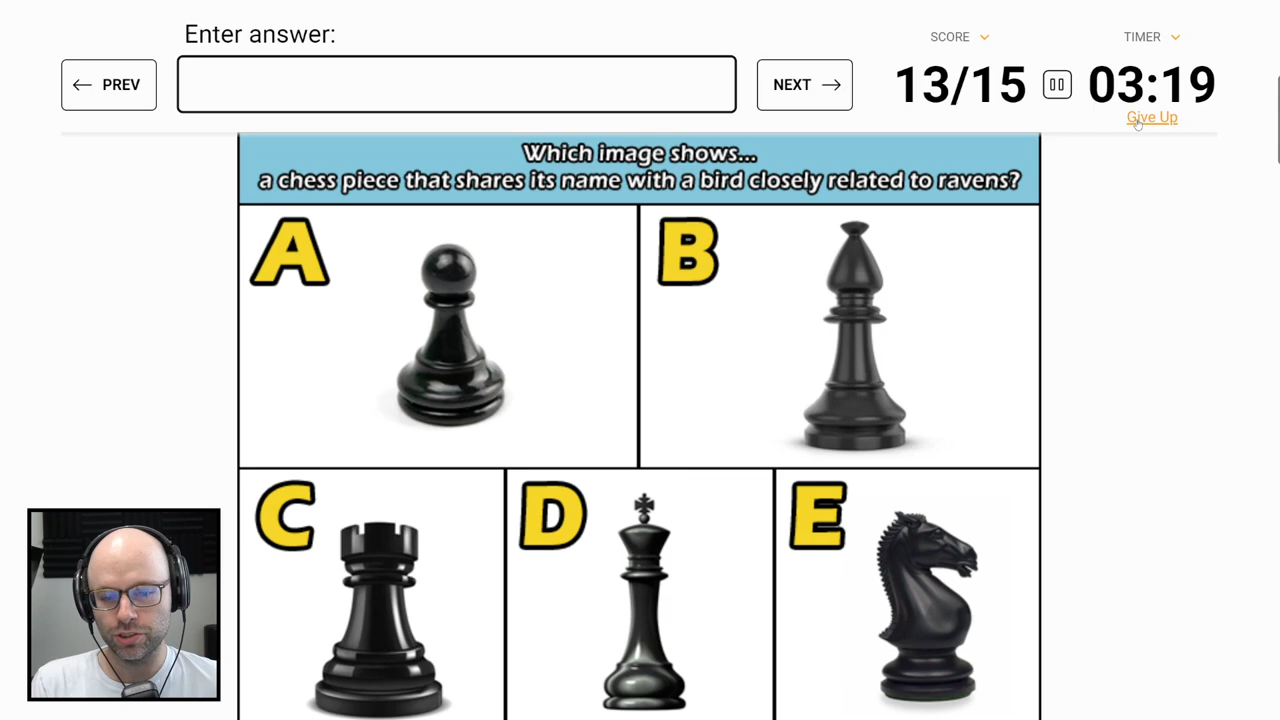 Enter answer:
PREV
NEXT
SCORE
13/15
TIMER
03:19
Give Up
Which image shows...
a chess piece that shares its name with a bird closely related to ravens?
A
B
C
D
E